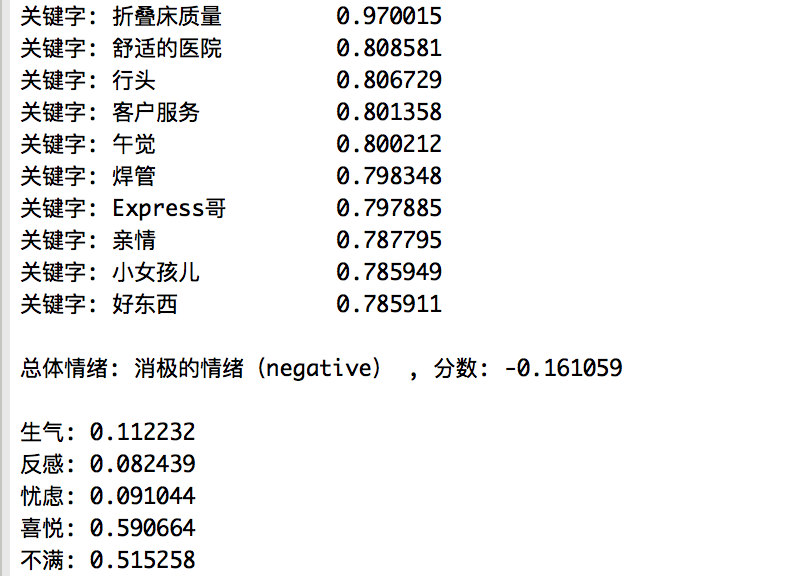 关键字: 折叠床质量 0.970015
关键字: 舒适的医院 0.808581
关键字: 行头 0.806729
关键字: 客户服务 0.801358
关键字: 午觉 0.800212
关键字: 焊管 0.798348
关键字: Express哥 0.797885
关键字: 亲情 0.787795
关键字: 小女孩儿 0.785949
关键字: 好东西 0.785911
总体情绪: 消极的情绪（negative） , 分数: -0.161059
生气: 0.112232
反感: 0.082439
忧虑: 0.091044
喜悦: 0.590664
不满: 0.515258